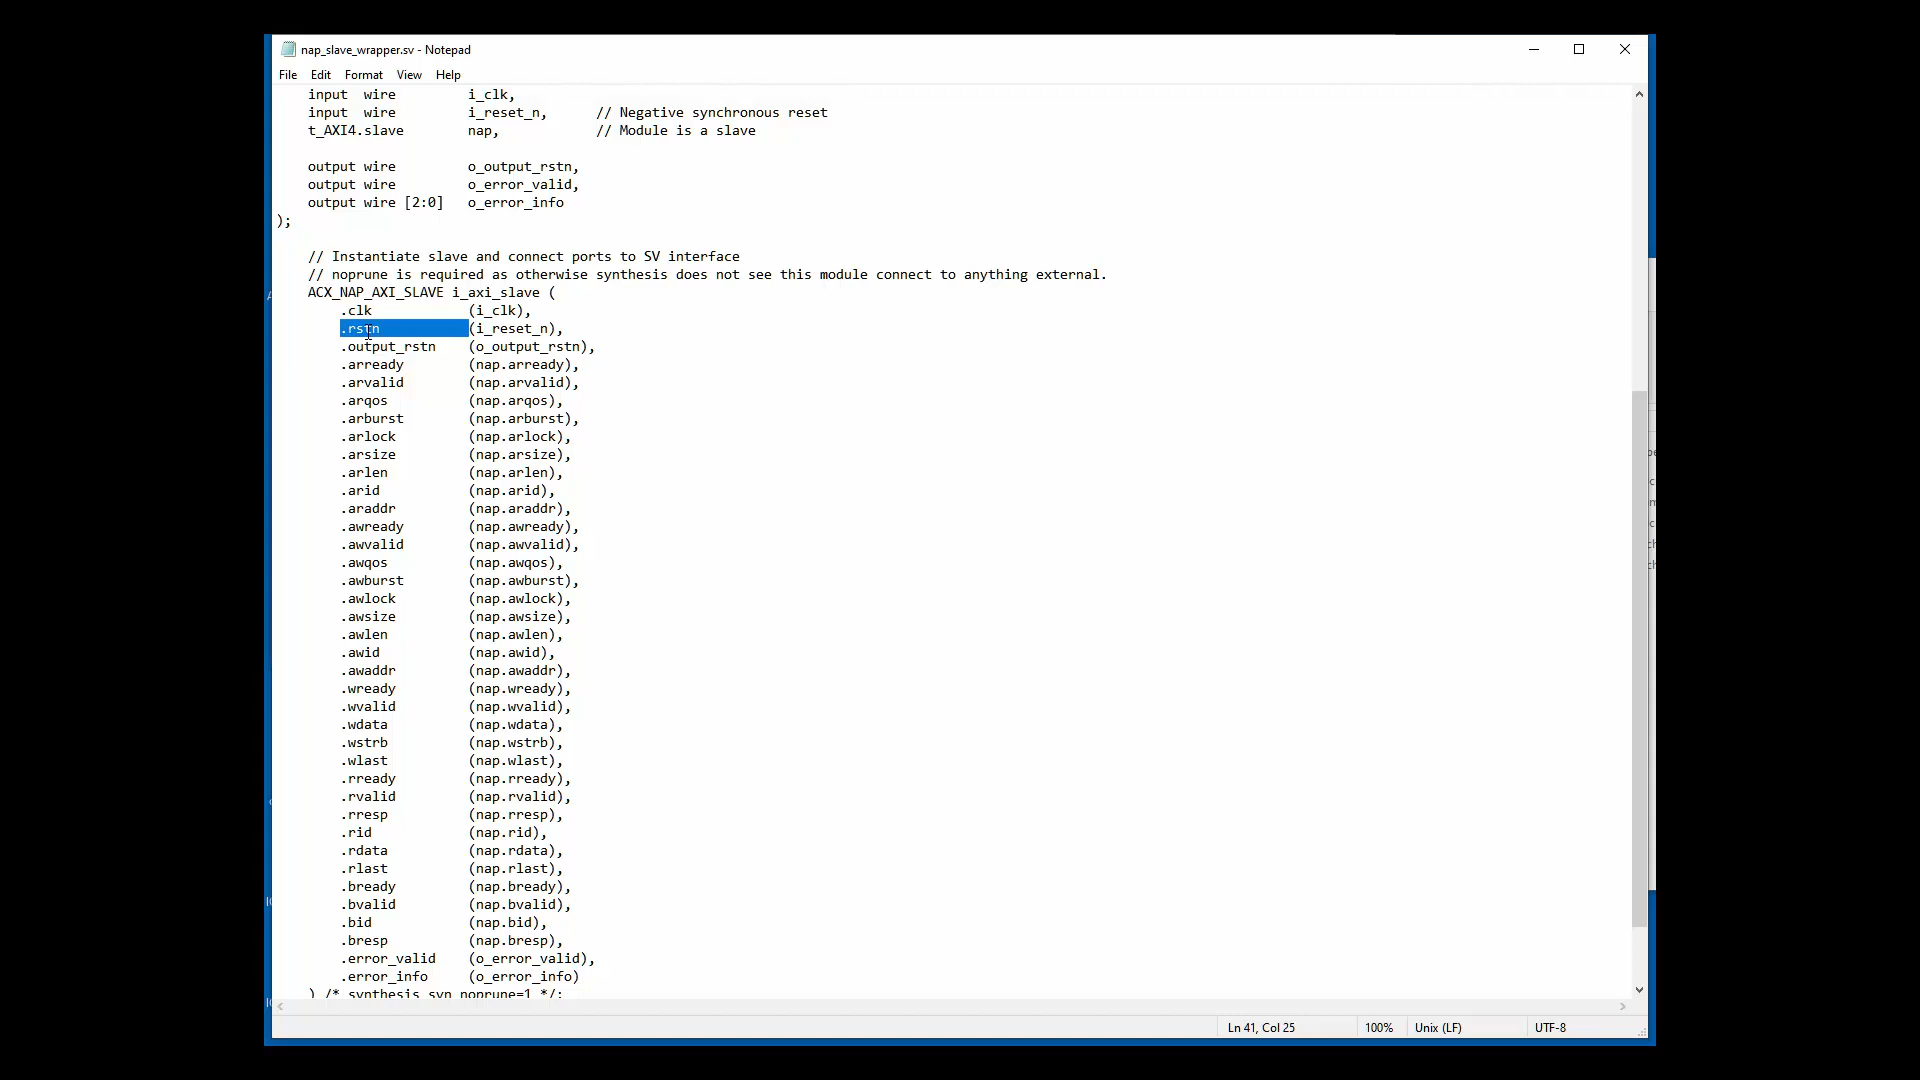 nap_slave_wrapper.sv - Notepad
File Edit Format View Help
input wire i_clk,
input wire i_reset_n, // Negative synchronous reset
t_AXI4.slave nap, // Module is a slave
output wire o_output_rstn,
output wire o_error_valid,
output wire [2:0] o_error_info
);
// Instantiate slave and connect ports to SV interface
// noprune is required as otherwise synthesis does not see this module connect to anything external.
ACX_NAP_AXI_SLAVE i_axi_slave (
.clk (i_clk),
.rstn (i_reset_n),
.output_rstn (o_output_rstn),
.arready (nap.arready),
.arvalid (nap.arvalid),
.arqos (nap.arqos),
.arburst (nap.arburst),
.arlock (nap.arlock),
.arsize (nap.arsize),
.arlen (nap.arlen),
.arid (nap.arid),
.araddr (nap.araddr),
.awready (nap.awready),
.awvalid (nap.awvalid),
.awqos (nap.awqos),
.awburst (nap.awburst),
.awlock (nap.awlock),
.awsize (nap.awsize),
.awlen (nap.awlen),
.awid (nap.awid),
.awaddr (nap.awaddr),
.wready (nap.wready),
.wvalid (nap.wvalid),
.wdata (nap.wdata),
.wstrb (nap.wstrb),
.wlast (nap.wlast),
.rready (nap.rready),
.rvalid (nap.rvalid),
.rresp (nap.rresp),
.rid (nap.rid),
.rdata (nap.rdata),
.rlast (nap.rlast),
.bready (nap.bready),
.bvalid (nap.bvalid),
.bid (nap.bid),
.bresp (nap.bresp),
.error_valid (o_error_valid),
.error_info (o_error_info)
) /* synthesis syn_noprune=1 */;
Ln 41, Col 25 100% Unix (LF) UTF-8